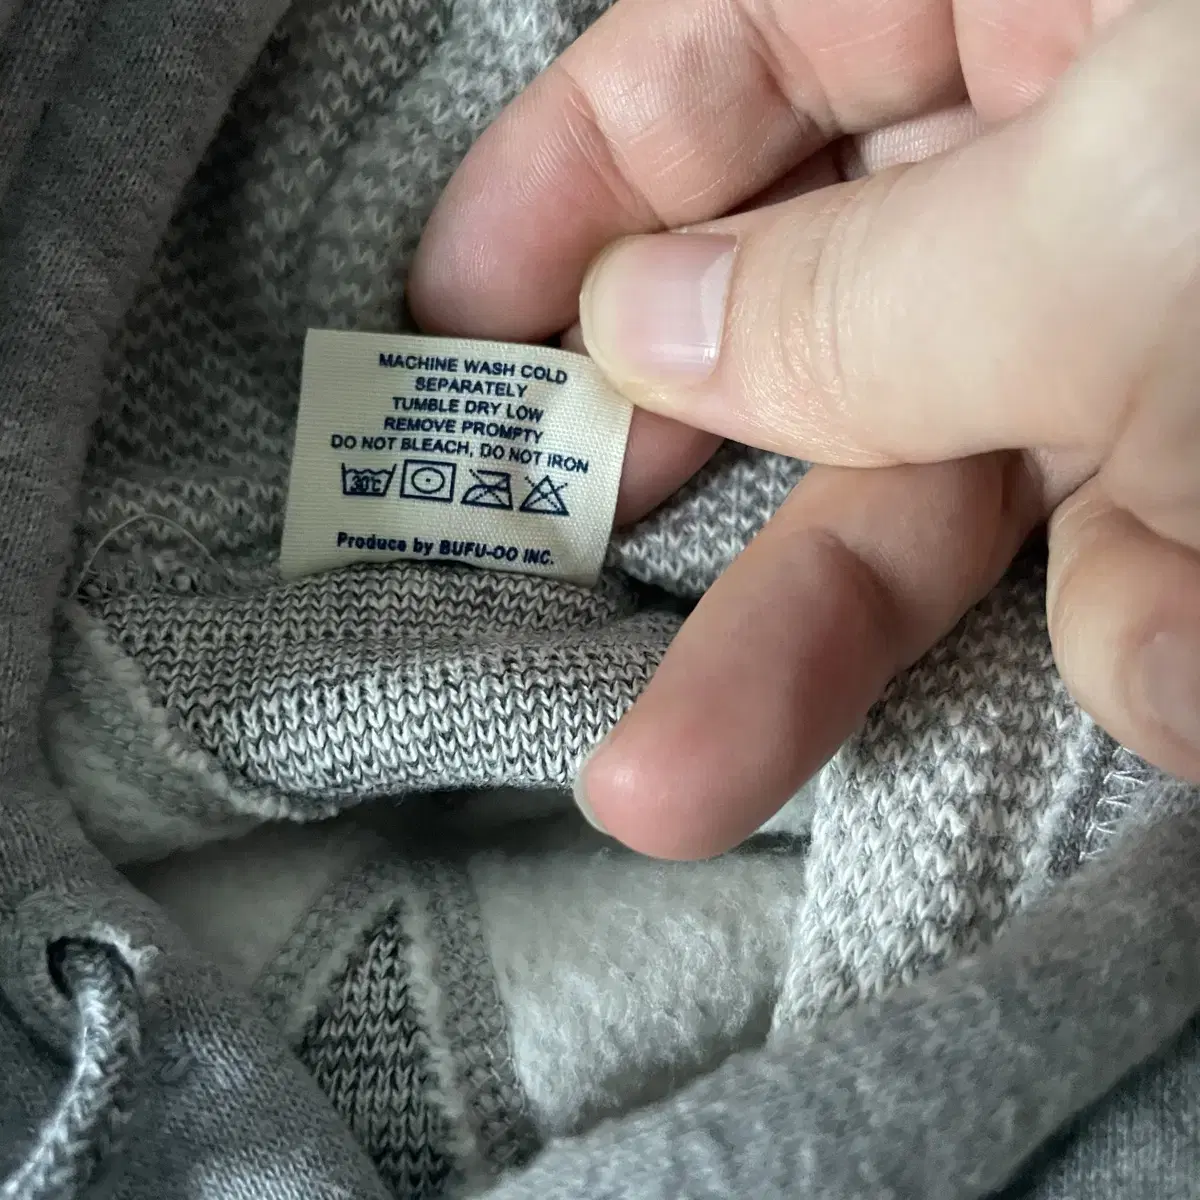 MACHINE WASH COLD
SEPARATELY
TUMBLE DRY LOW
REMOVE PROMPTY
DO NOT BLEACH, DO NOT IRON
30℃
Produce by BUFU-OO INC.